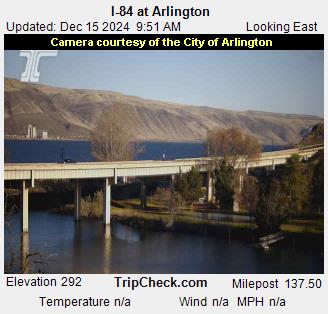 I-84 at Arlington
Updated: Dec 15 2024 9:51 AM Looking East
Camera courtesy of the City of Arlington
Elevation 292 TripCheck.com Milepost 137.50
Temperature n/a Wind n/a MPH n/a